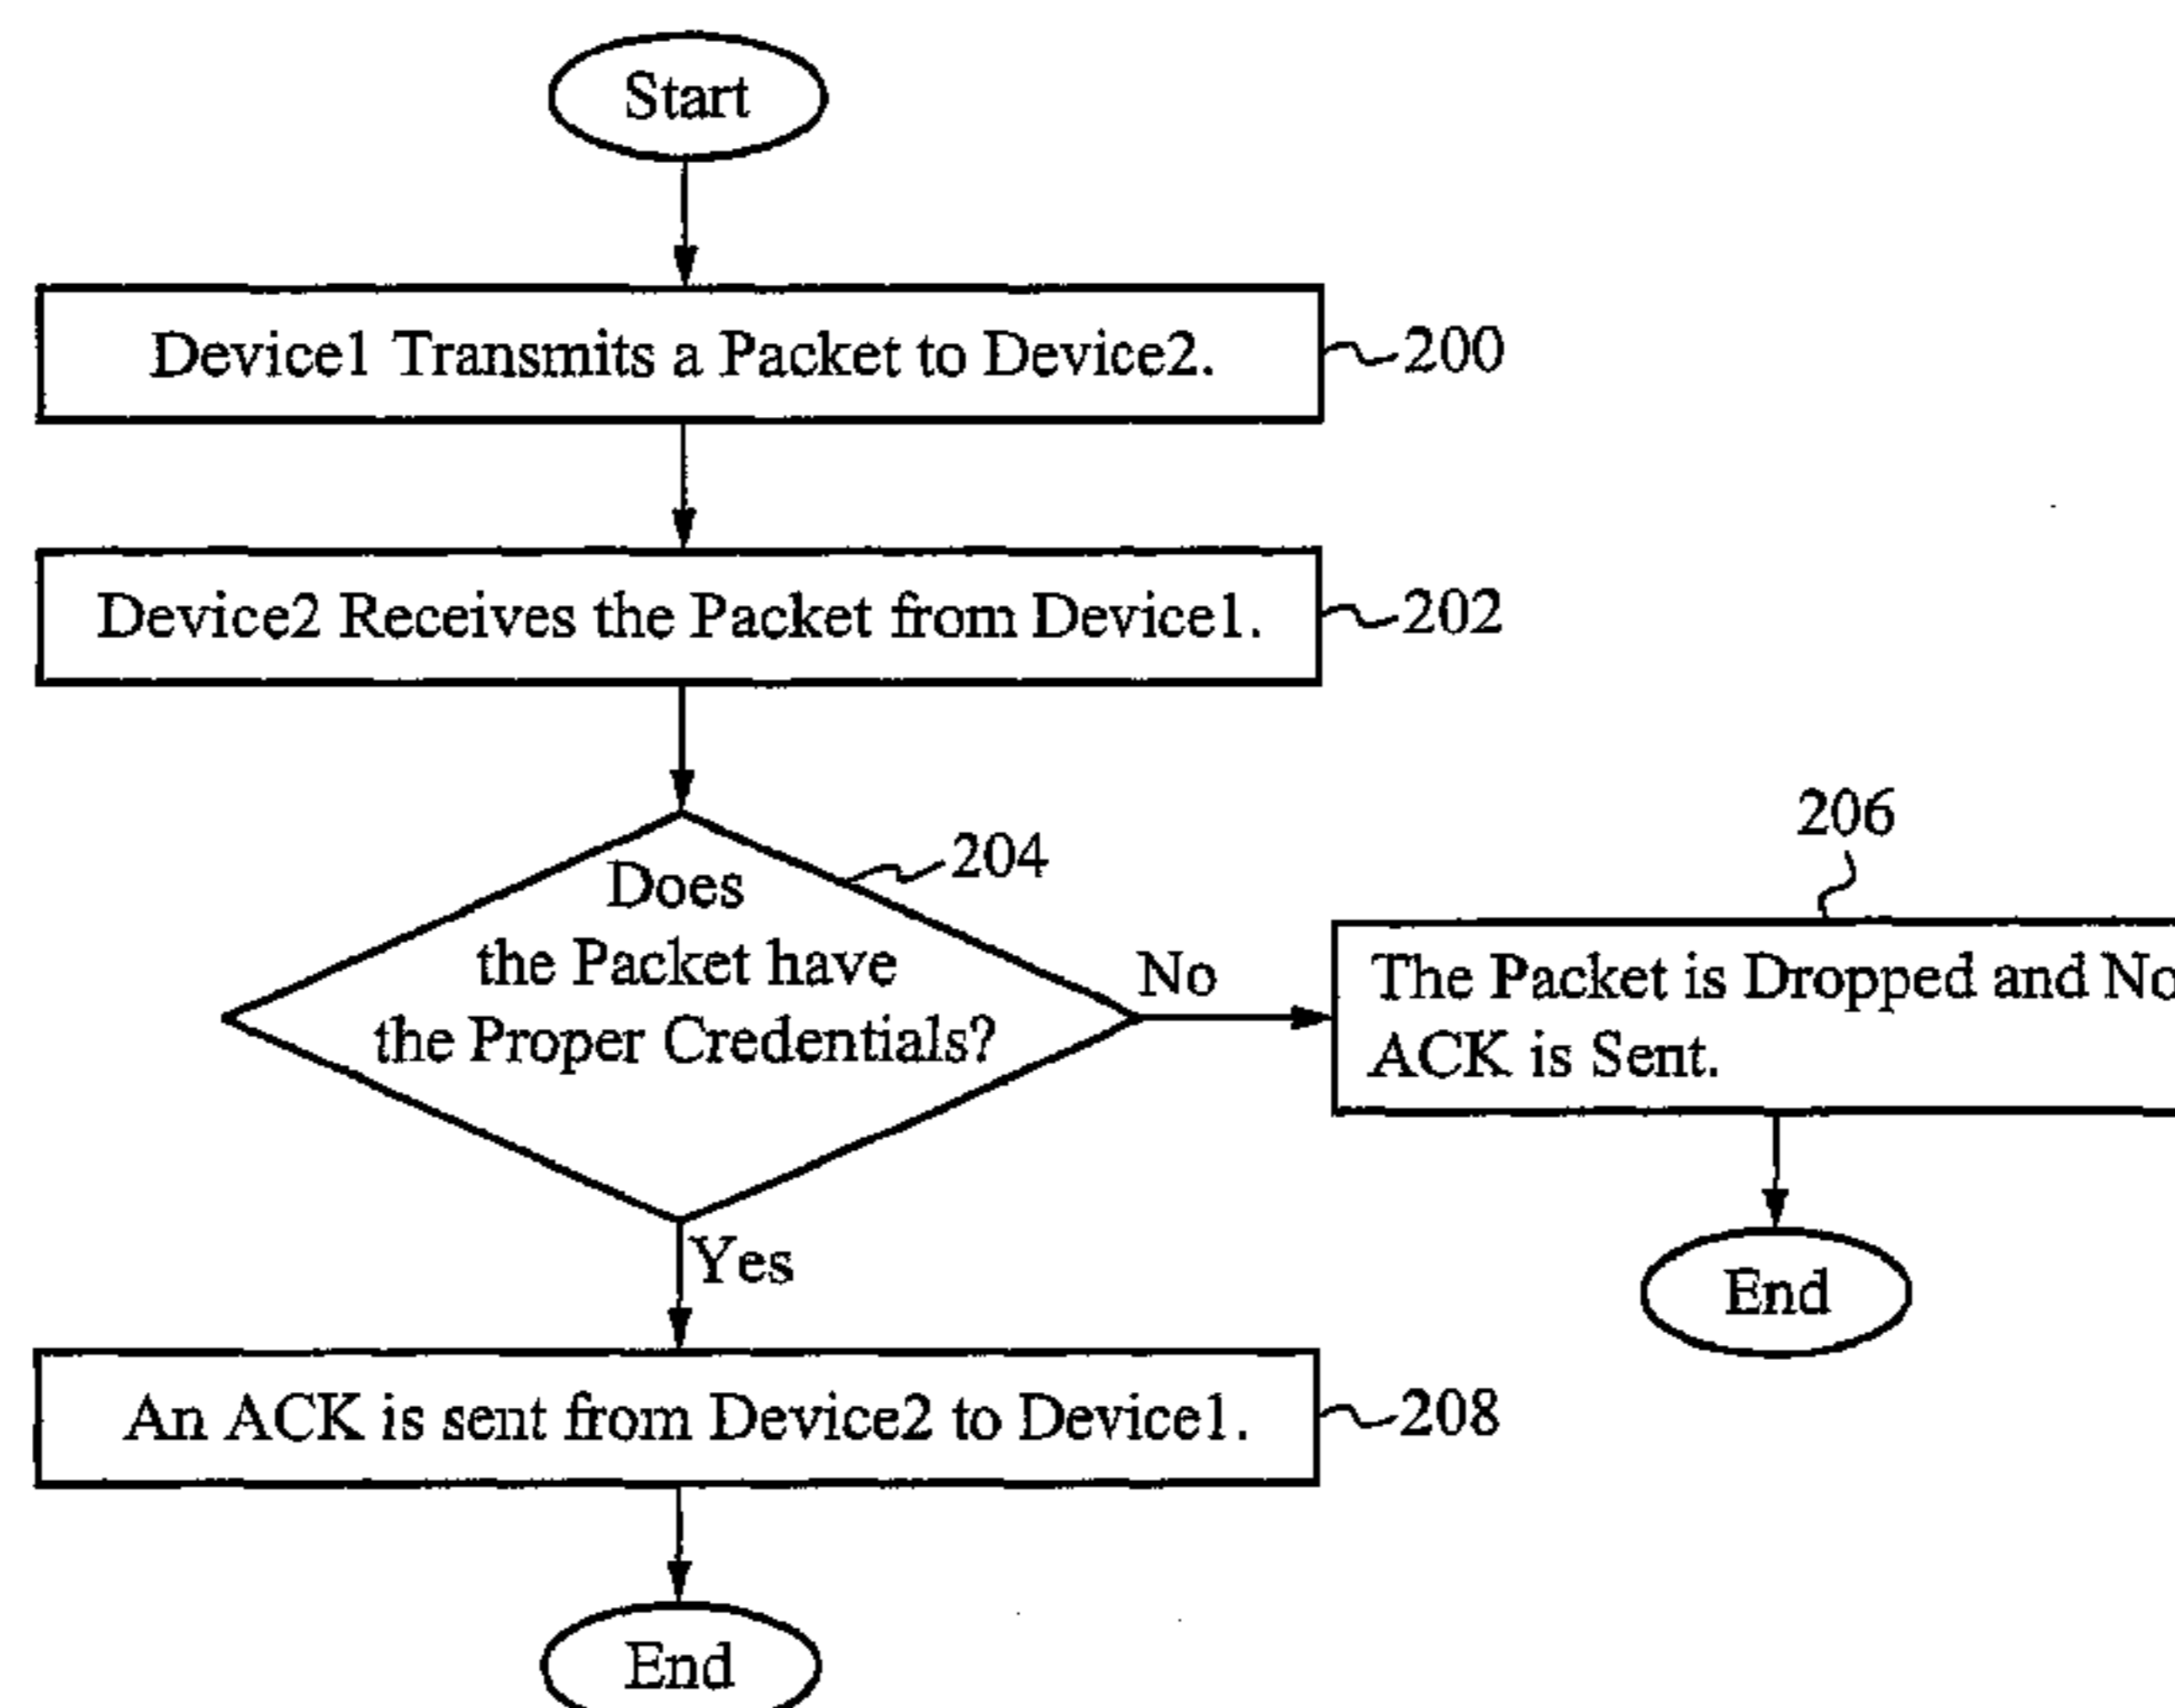 Start
Device1 Transmits a Packet to Device2.
200
Device2 Receives the Packet from Device1.
202
Does
the Packet have
the Proper Credentials?
204
No
206
The Packet is Dropped and No
ACK is Sent.
End
Yes
An ACK is sent from Device2 to Device1.
208
End